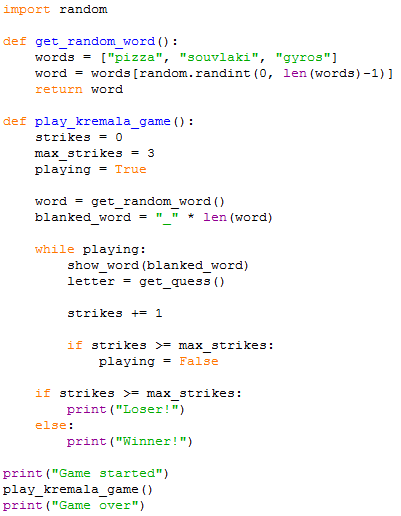 import random
def get_random_word():
    words = ["pizza", "souvlaki", "gyros"]
    word = words[random.randint(0, len(words)-1)]
    return word
def play_kremala_game():
    strikes = 0
    max_strikes = 3
    playing = True
    word = get_random_word()
    blanked_word = "_" * len(word)
    while playing:
        show_word(blanked_word)
        letter = get_quess()
        strikes += 1
        if strikes >= max_strikes:
            playing = False
    if strikes >= max_strikes:
        print("Loser!")
    else:
        print("Winner!")
print("Game started")
play_kremala_game()
print("Game over")